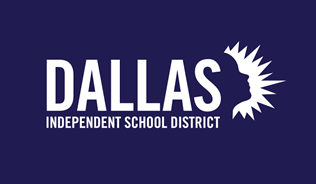 DALLAS
INDEPENDENT SCHOOL DISTRICT